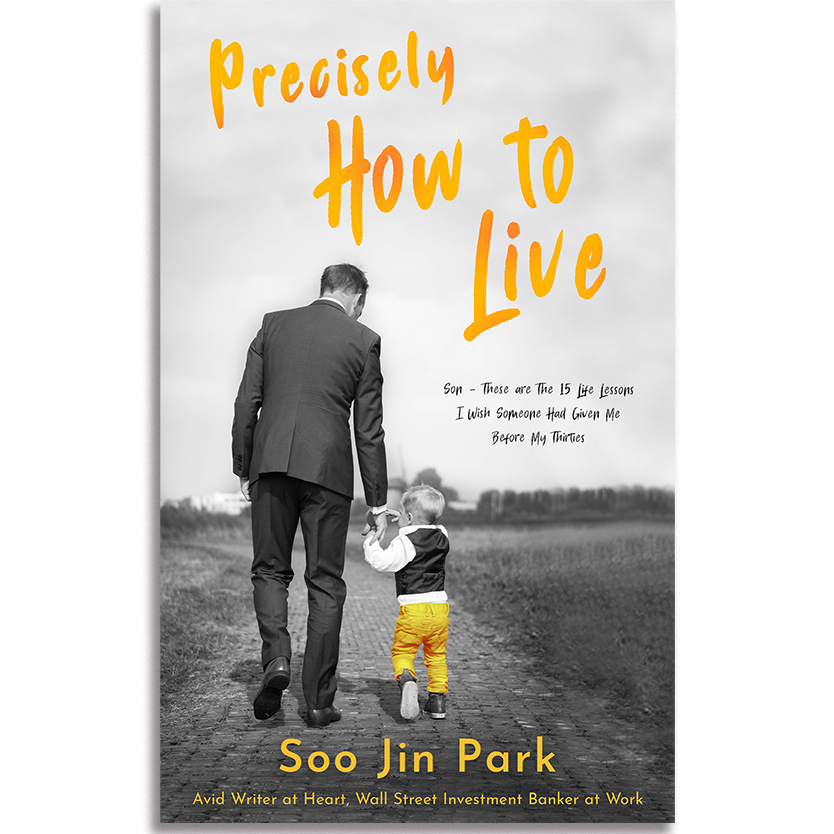 Precisely
How to
Live
Son - These are The 15 Life Lessons
I Wish Someone Had Given Me
Before My Thirties
Soo Jin Park
Avid Writer at Heart, Wall Street Investment Banker at Work